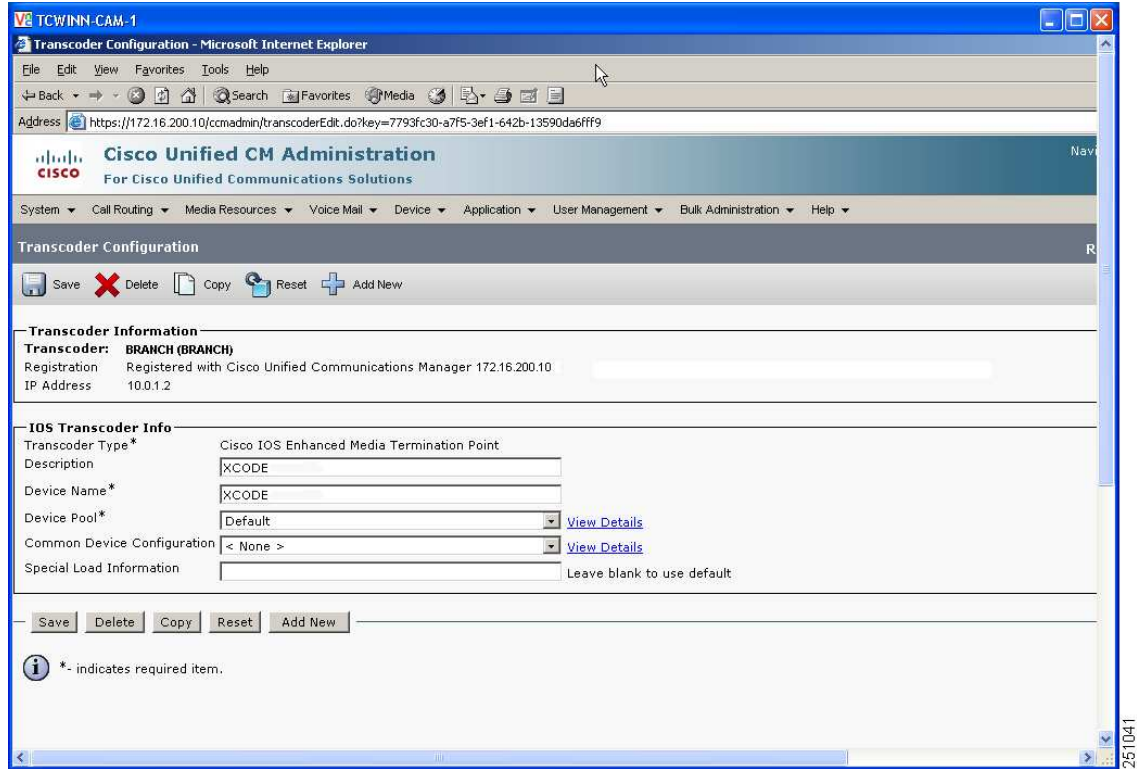 TCWINN-CAM-1
Transcoder Configuration - Microsoft Internet Explorer
File Edit View Favorites Tools Help
Back Search Favorites Media
Address https://172.16.200.10/ccmadmin/transcoderEdit.do?key=7793fc30-a7f5-3ef1-642b-13590da6fff9
CISCO
Cisco Unified CM Administration
Navi
For Cisco Unified Communications Solutions
System Call Routing Media Resources Voice Mail Device Application User Management Bulk Administration Help
Transcoder Configuration
R
Save Delete Copy Reset Add New
Transcoder Information
Transcoder: BRANCH (BRANCH)
Registration Registered with Cisco Unified Communications Manager 172.16.200.10
IP Address 10.0.1.2
IOS Transcoder Info
Transcoder Type* Cisco IOS Enhanced Media Termination Point
Description XCODE
Device Name* XCODE
Device Pool* Default View Details
Common Device Configuration < None > View Details
Special Load Information Leave blank to use default
Save Delete Copy Reset Add New
i *- indicates required item.
251041